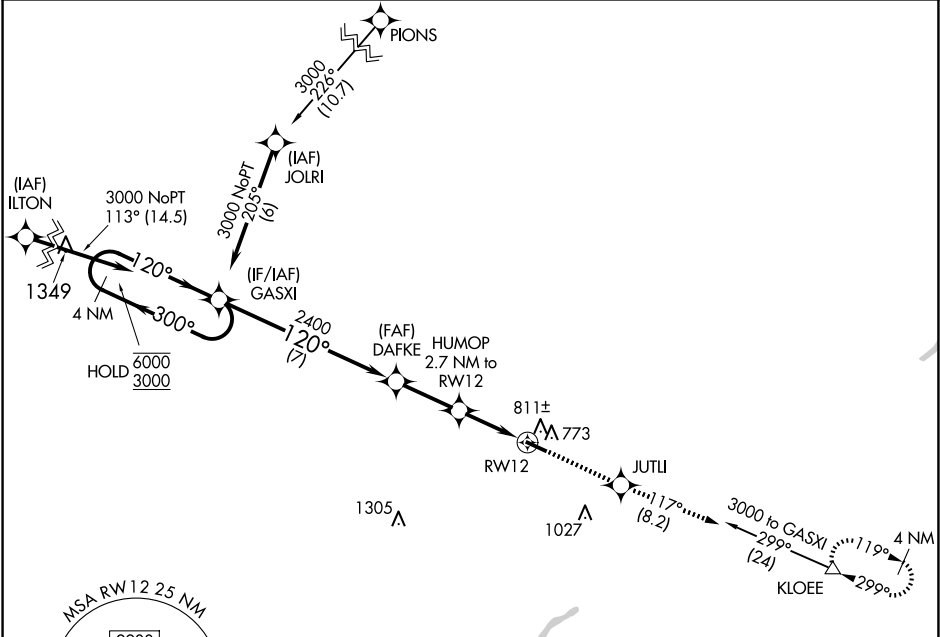 PIONS
3000
226°
(10.7)
(IAF)
JOLRI
3000 NoPT
205°
(6)
(IAF)
ILTON
3000 NoPT
113° (14.5)
1349
120°
4 NM
300°
HOLD
6000
3000
(IF/IAF)
GASXI
2400
120°
(7)
(FAF)
DAFKE
HUMOP
2.7 NM to
RW12
811±
773
RW12
JUTLI
117°
(8.2)
1305
1027
3000 to GASXI
299°
(24)
KLOEE
119°
4 NM
299°
MSA RW12 25 NM